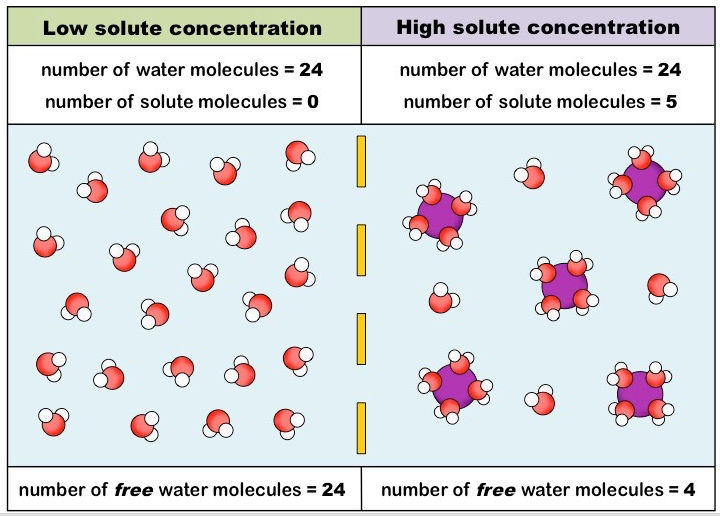 Low solute concentration
High solute concentration
number of water molecules = 24
number of solute molecules = 0
number of water molecules = 24
number of solute molecules = 5
number of free water molecules = 24
number of free water molecules = 4